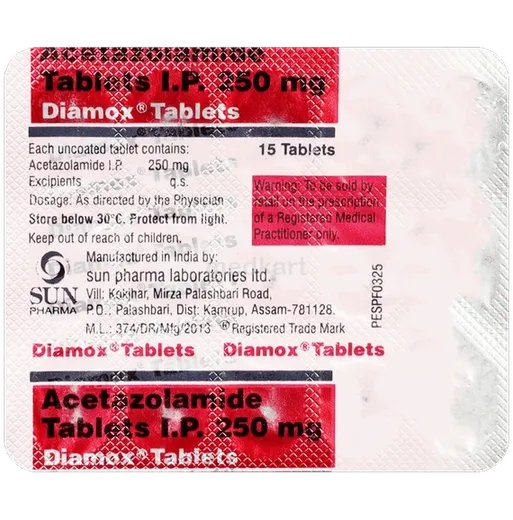 Acetazolamide
Tablets I.P. 250 mg
Diamox® Tablets
Each uncoated tablet contains: 15 Tablets
Acetazolamide I.P. 250 mg
Excipients q.s.
Dosage: As directed by the Physician
Store below 30°C. Protect from light.
Keep out of reach of children.
Warning: To be sold by
retail on the prescription
of a Registered Medical
Practitioner only.
Manufactured in India by:
sun pharma laboratories ltd.
Vill: Kokjhar, Mirza Palashbari Road,
P.O.: Palashbari, Dist: Kamrup, Assam-781128.
M.L.: 374/DR/Mfg/2013 ® Registered Trade Mark
SUN
PHARMA
PESPF0325
Diamox® Tablets Diamox® Tablets
Acetazolamide
Tablets I.P. 250 mg
Diamox® Tablets